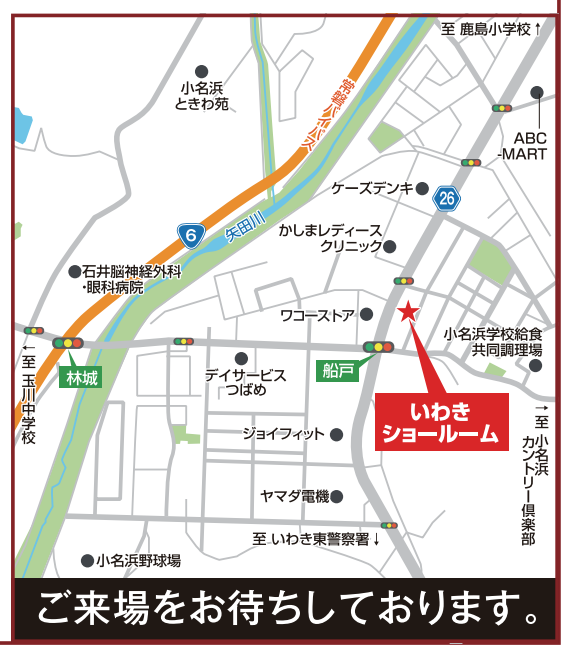 至 鹿島小学校↑
小名浜
ときわ苑
常磐バイパス
ABC
-MART
ケーズデンキ
26
6
矢田川
かしまレディース
クリニック
石井脳神経外科
・眼科病院
ワコーストア
小名浜学校給食
共同調理場
←至 玉川中学校
林城
デイサービス
つばめ
船戸
いわき
ショールーム
→至 小名浜
カントリー倶楽部
ジョイフィット
ヤマダ電機
至 いわき東警察署↓
小名浜野球場
ご来場をお待ちしております。